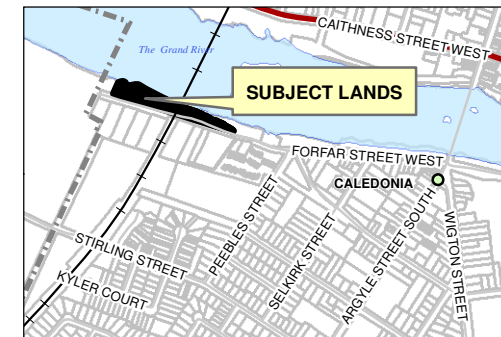 CAITHNESS STREET WEST
The Grand River
SUBJECT LANDS
FORFAR STREET WEST
CALEDONIA
PEEBLES STREET
SELKIRK STREET
ARGYLE STREET SOUTH
WIGTON STREET
STIRLING STREET
KYLER COURT